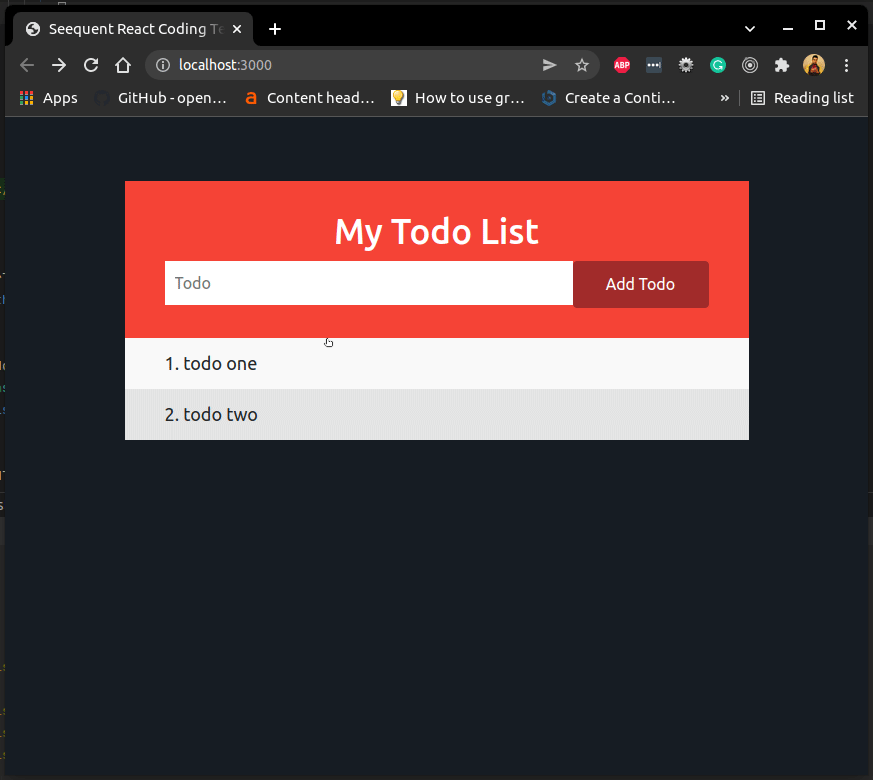 Seequent React Coding Te
localhost:3000
ABP
Apps GitHub - open… Content head… How to use gr… Create a Conti… » Reading list
My Todo List
Todo Add Todo
1. todo one
2. todo two